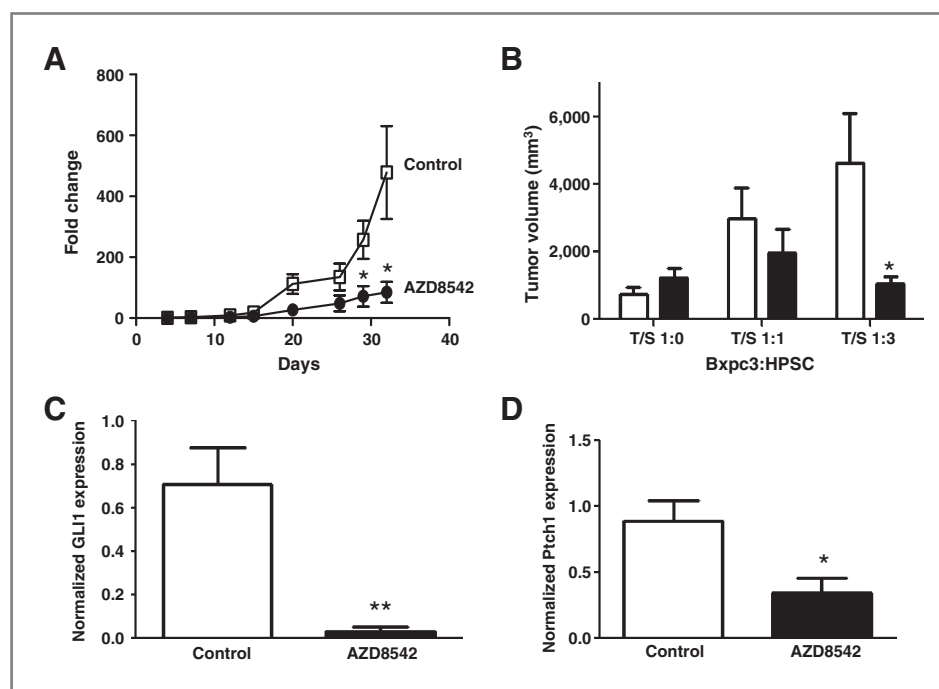 A
Fold change
800
600
400
200
0
0 10 20 30 40
Days
Control
* *
AZD8542
B
Tumor volume (mm³)
6,000
4,000
2,000
0
*
T/S 1:0 T/S 1:1 T/S 1:3
Bxpc3:HPSC
C
Normalized GLI1 expression
1.0
0.8
0.6
0.4
0.2
0.0
**
Control AZD8542
D
Normalized Ptch1 expression
1.5
1.0
0.5
0.0
*
Control AZD8542